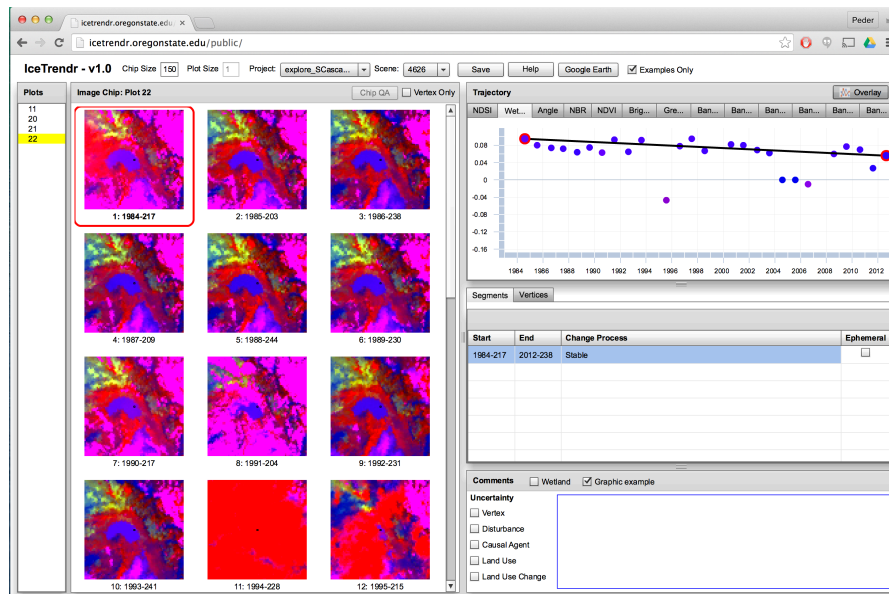 icetrendr.oregonstate.edu
Peder
icetrendr.oregonstate.edu/public/
IceTrendr - v1.0 Chip Size 150 Plot Size 1 Project: explore_SCasca... Scene: 4626 Save Help Google Earth Examples Only
Plots
11
20
21
22
Image Chip: Plot 22 Chip QA Vertex Only
1: 1984-217 2: 1985-203 3: 1986-238
4: 1987-209 5: 1988-244 6: 1989-230
7: 1990-217 8: 1991-204 9: 1992-231
10: 1993-241 11: 1994-228 12: 1995-215
Trajectory Overlay
NDSI Wet... Angle NBR NDVI Brig... Gre... Ban... Ban... Ban... Ban... Ban... Ban...
0.08
0.04
0
-0.04
-0.08
-0.12
-0.16
1984 1986 1988 1990 1992 1994 1996 1998 2000 2002 2004 2006 2008 2010 2012
Segments Vertices
Start End Change Process Ephemeral
1984-217 2012-238 Stable
Comments Wetland Graphic example
Uncertainty
Vertex
Disturbance
Causal Agent
Land Use
Land Use Change